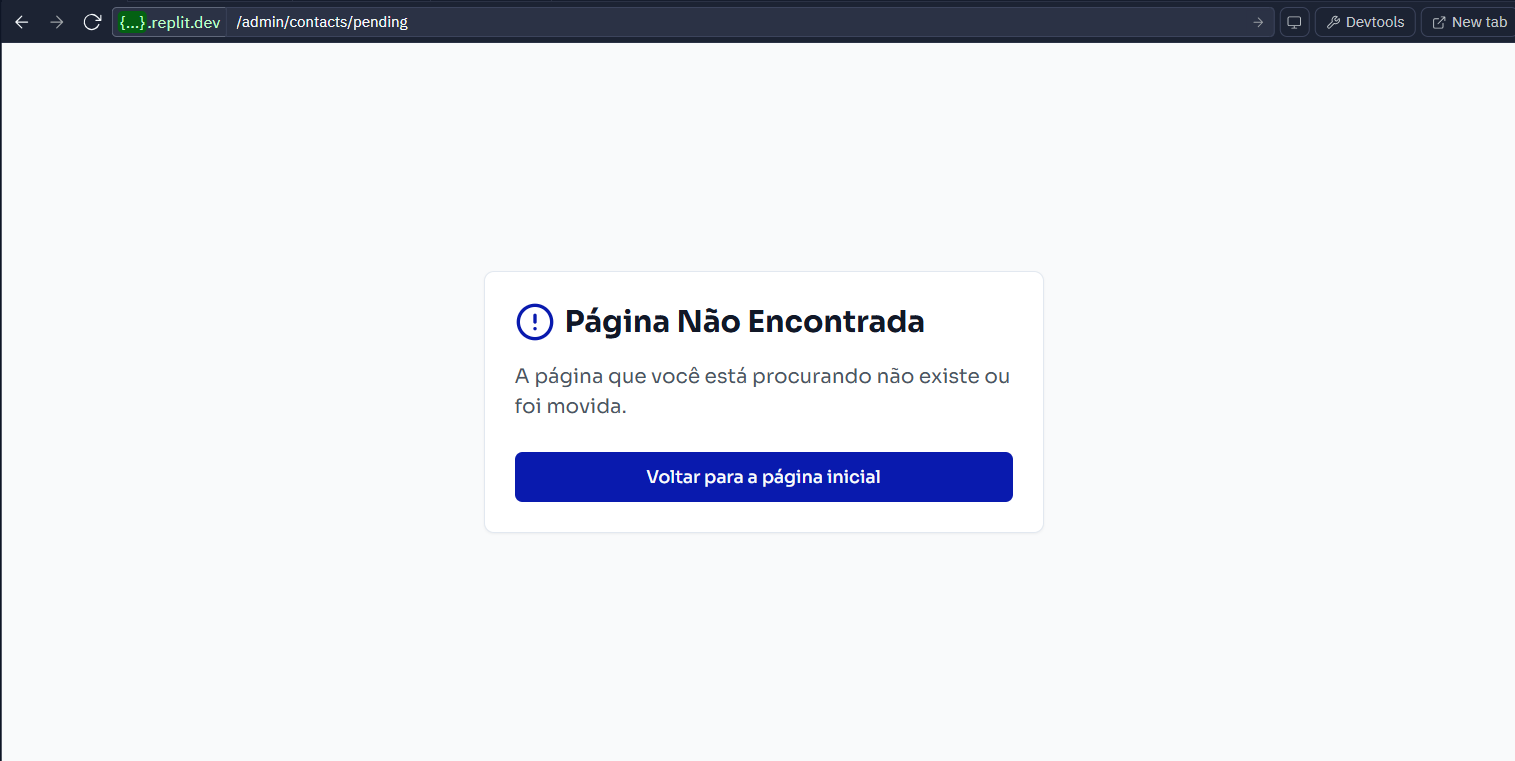 {...}.replit.dev /admin/contacts/pending Devtools New tab
Página Não Encontrada
A página que você está procurando não existe ou
foi movida.
Voltar para a página inicial